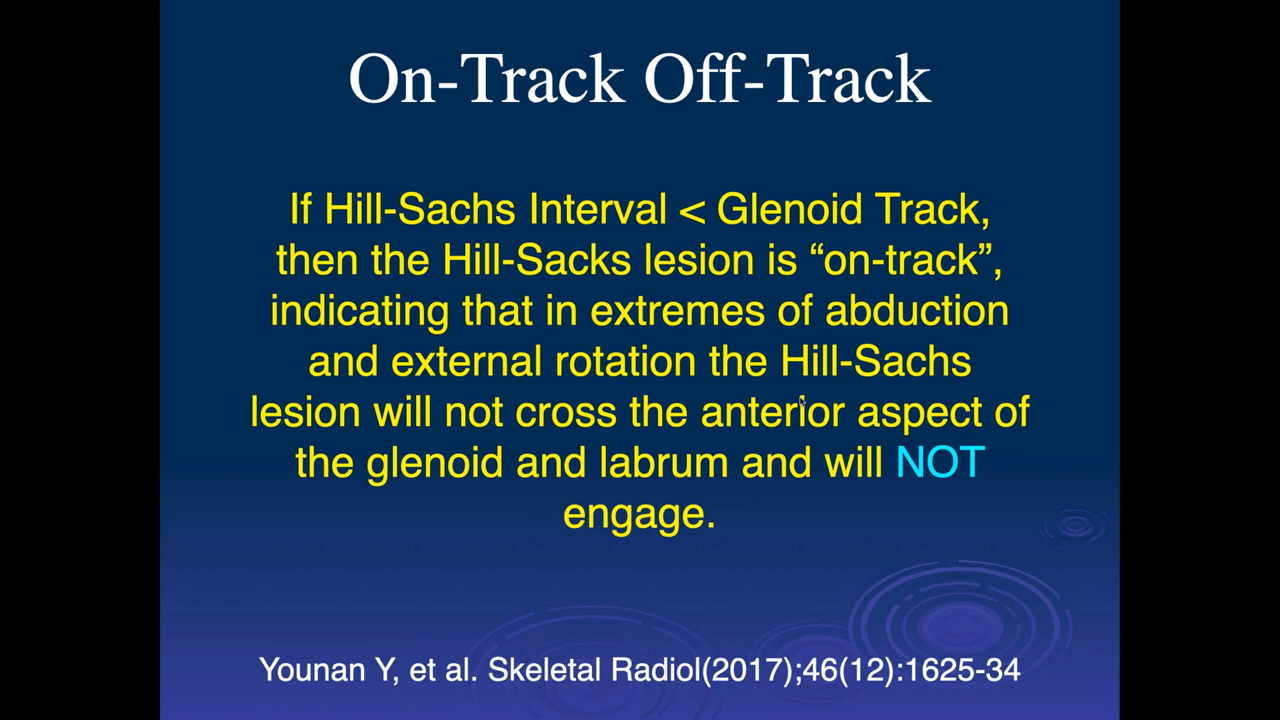 On-Track Off-Track
If Hill-Sachs Interval < Glenoid Track,
then the Hill-Sacks lesion is “on-track”,
indicating that in extremes of abduction
and external rotation the Hill-Sachs
lesion will not cross the anterior aspect of
the glenoid and labrum and will NOT
engage.
Younan Y, et al. Skeletal Radiol(2017);46(12):1625-34